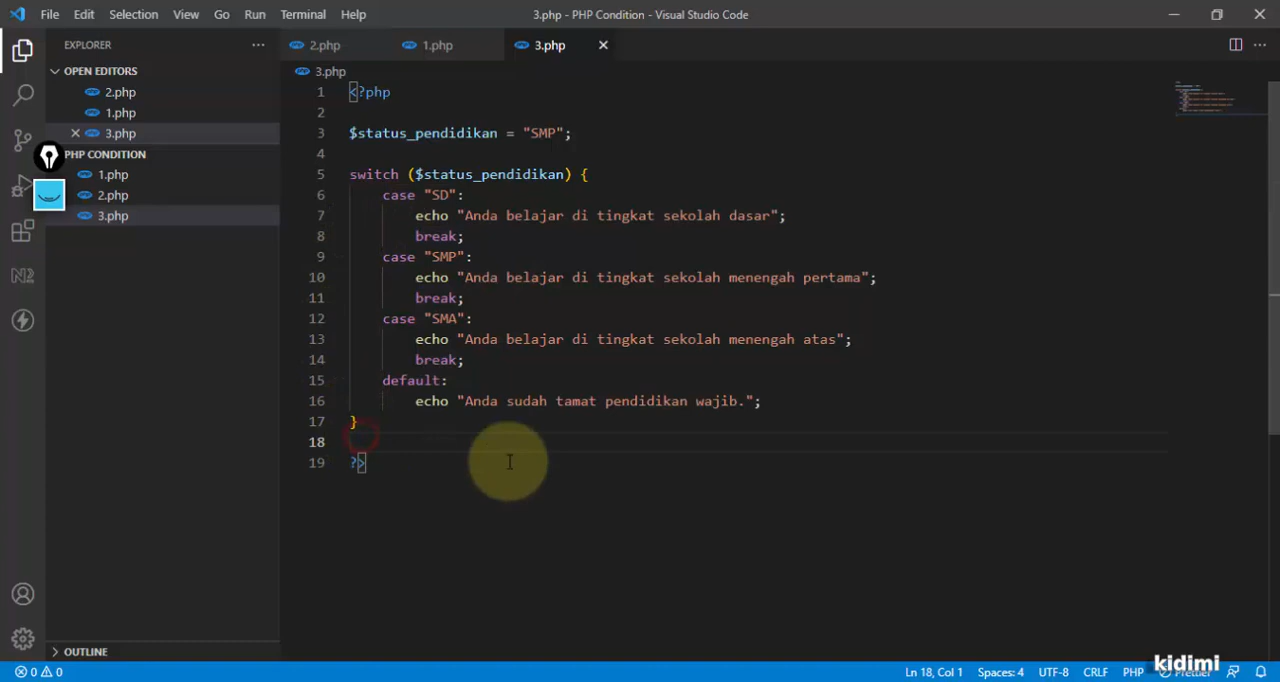 File Edit Selection View Go Run Terminal Help 3.php - PHP Condition - Visual Studio Code
EXPLORER
2.php 1.php 3.php
OPEN EDITORS
2.php
1.php
3.php
PHP CONDITION
1.php
2.php
3.php
OUTLINE
3.php
1 <?php
2
3 $status_pendidikan = "SMP";
4
5 switch ($status_pendidikan) {
6 case "SD":
7 echo "Anda belajar di tingkat sekolah dasar";
8 break;
9 case "SMP":
10 echo "Anda belajar di tingkat sekolah menengah pertama";
11 break;
12 case "SMA":
13 echo "Anda belajar di tingkat sekolah menengah atas";
14 break;
15 default:
16 echo "Anda sudah tamat pendidikan wajib.";
17 }
18
19 ?>
0 0 Ln 18, Col 1 Spaces: 4 UTF-8 CRLF PHP Prettier
kidimi